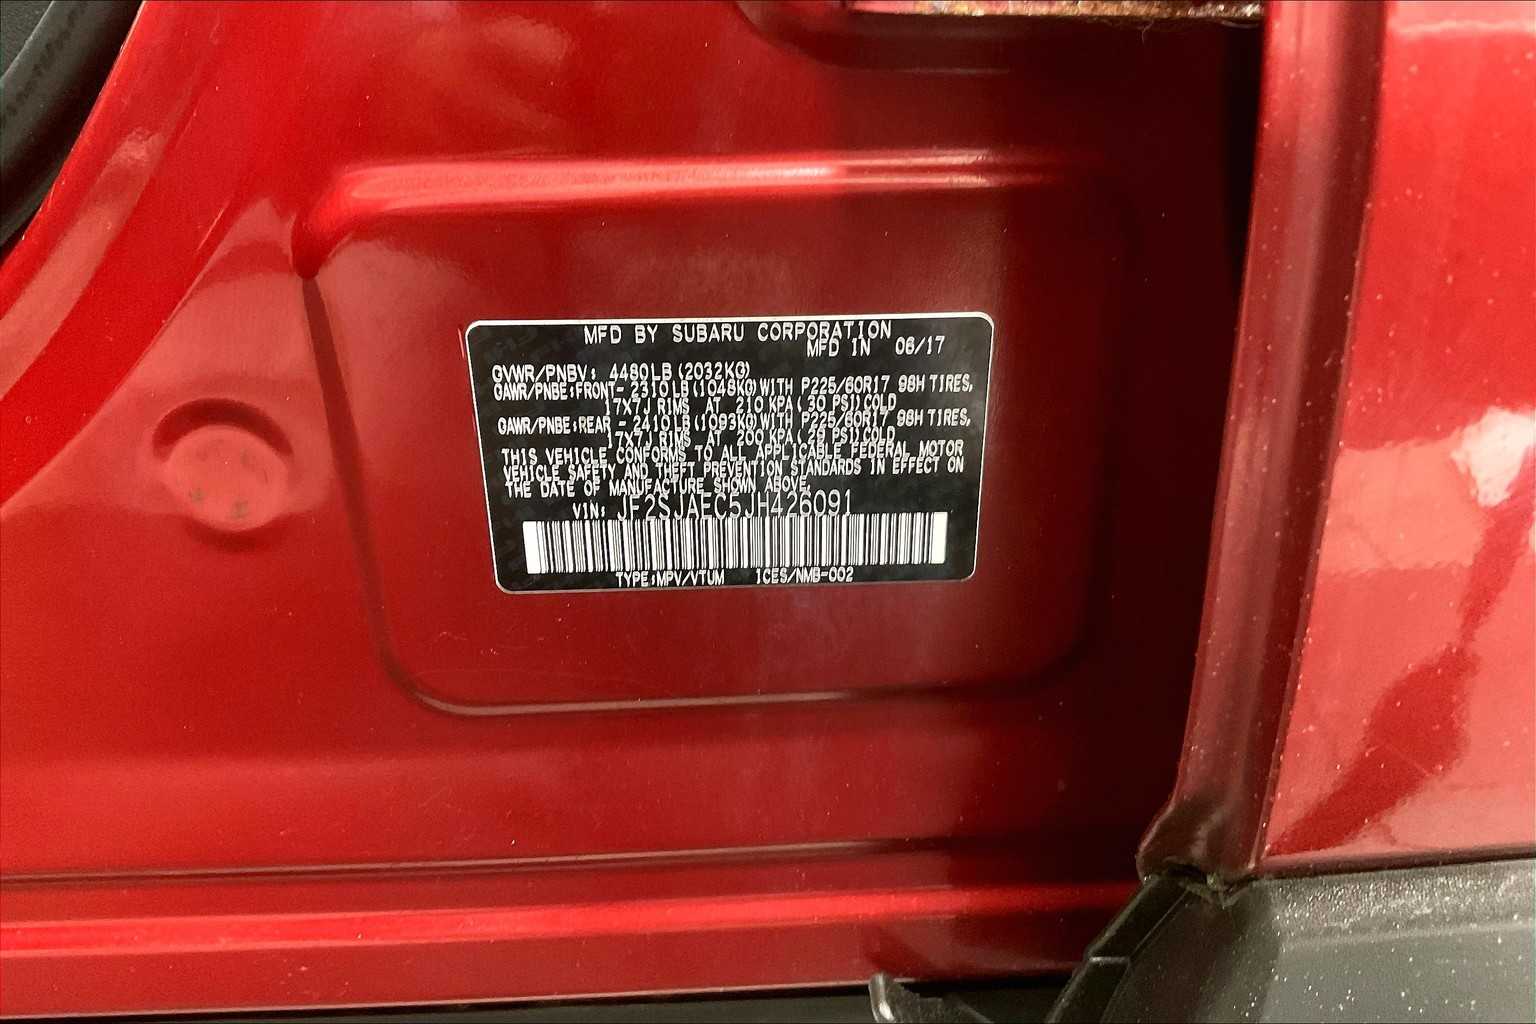 MFD BY SUBARU CORPORATION
MFD IN 06/17
GVWR/PNBV: 4480LB(2032KG)
GAWR/PNBE:FRONT- 2310LB(1048KG)WITH P225/60R17 98H TIRES,
17X7J RIMS AT 210 KPA( 30 PSI)COLD
GAWR/PNBE:REAR - 2410LB(1093KG)WITH P225/60R17 98H TIRES,
17X7J RIMS AT 200 KPA( 29 PSI)COLD
THIS VEHICLE CONFORMS TO ALL APPLICABLE FEDERAL MOTOR
VEHICLE SAFETY AND THEFT PREVENTION STANDARDS IN EFFECT ON
THE DATE OF MANUFACTURE SHOWN ABOVE.
VIN: JF2SJAEC5JH426091
TYPE:MPV/VTUM ICES/NMB-002